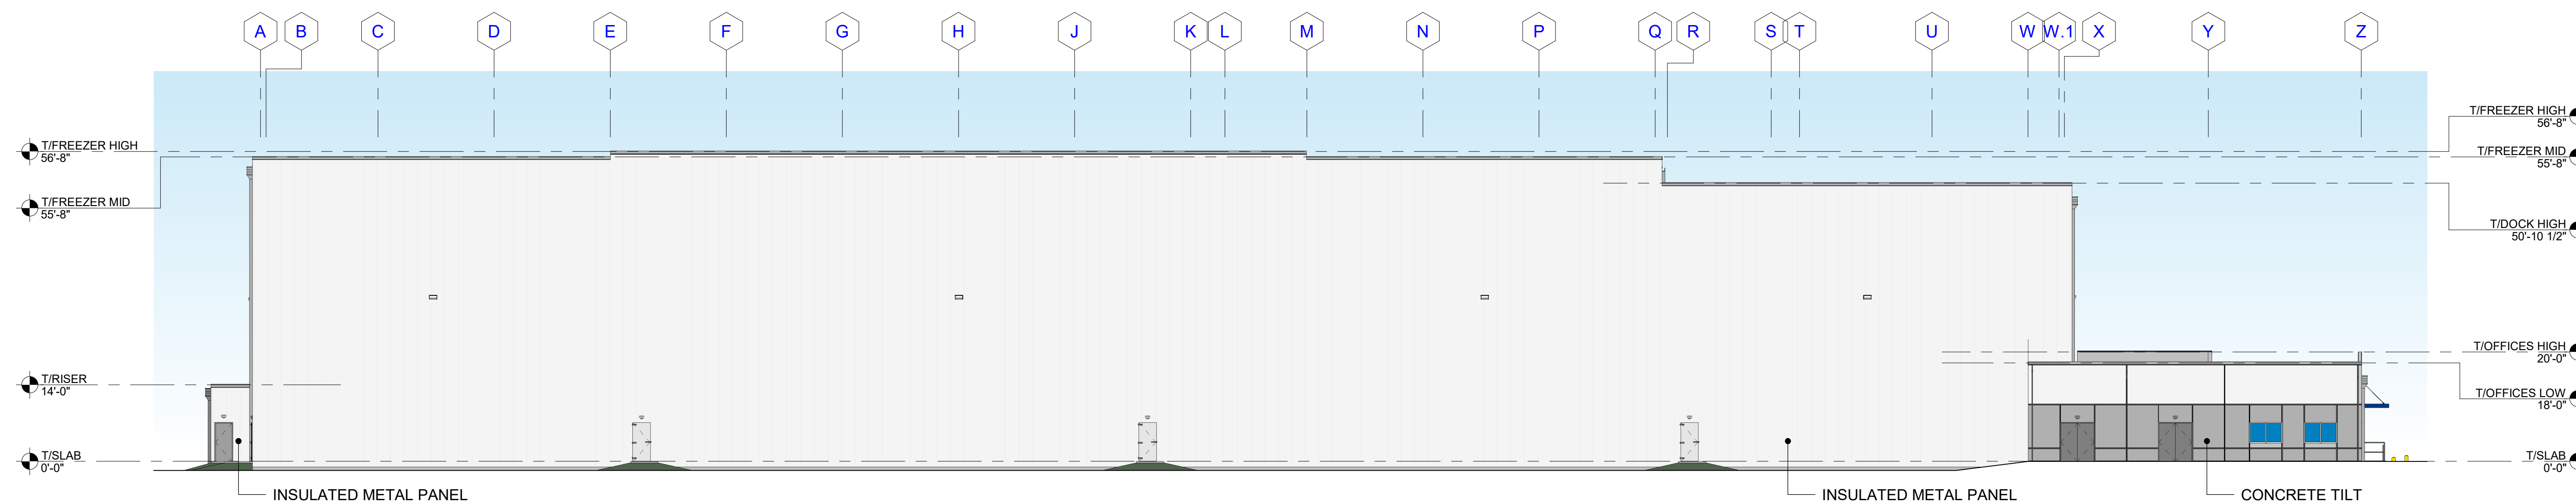 A B C D E F G H J K L M N P Q R S T U W W.1 X Y Z
T/FREEZER HIGH
56'-8"
T/FREEZER MID
55'-8"
T/RISER
14'-0"
T/SLAB
0'-0"
T/FREEZER HIGH
56'-8"
T/FREEZER MID
55'-8"
T/DOCK HIGH
50'-10 1/2"
T/OFFICES HIGH
20'-0"
T/OFFICES LOW
18'-0"
T/SLAB
0'-0"
INSULATED METAL PANEL
INSULATED METAL PANEL
CONCRETE TILT